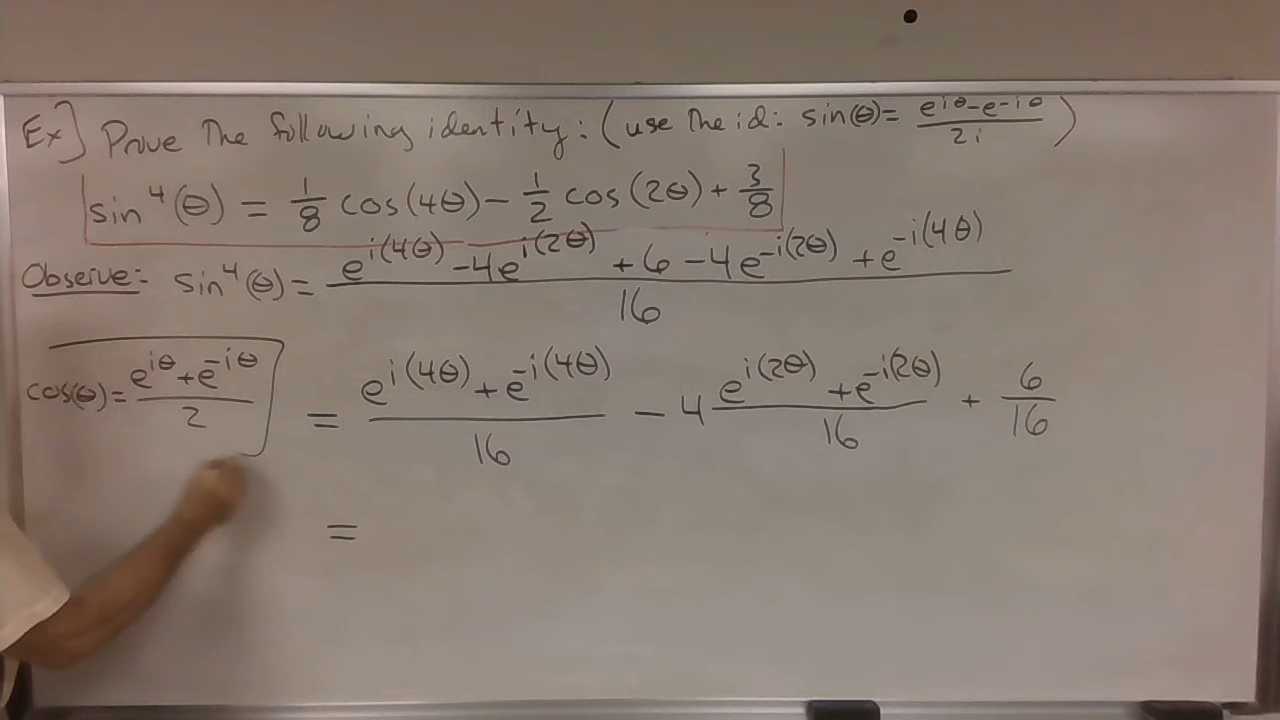 Ex] Prove The following identity: (use The id: sin(θ) = (e^{iθ} - e^{-iθ})/2i)
sin⁴(θ) = 1/8 cos(4θ) - 1/2 cos(2θ) + 3/8
Observe: sin⁴(θ) = (e^{i(4θ)} - 4e^{i(2θ)} + 6 - 4e^{-i(2θ)} + e^{-i(4θ)})/16
cos(θ) = (e^{iθ} + e^{-iθ})/2
= (e^{i(4θ)} + e^{-i(4θ)})/16 - 4 (e^{i(2θ)} + e^{-i(2θ)})/16 + 6/16
=